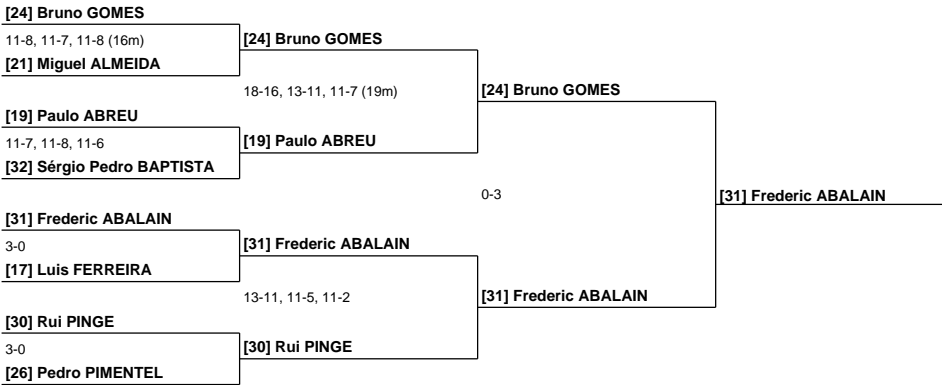 [24] Bruno GOMES
11-8, 11-7, 11-8 (16m)
[24] Bruno GOMES
[21] Miguel ALMEIDA
18-16, 13-11, 11-7 (19m)
[24] Bruno GOMES
[19] Paulo ABREU
11-7, 11-8, 11-6
[19] Paulo ABREU
[32] Sérgio Pedro BAPTISTA
0-3
[31] Frederic ABALAIN
[31] Frederic ABALAIN
3-0
[31] Frederic ABALAIN
[17] Luis FERREIRA
13-11, 11-5, 11-2
[31] Frederic ABALAIN
[30] Rui PINGE
3-0
[30] Rui PINGE
[26] Pedro PIMENTEL